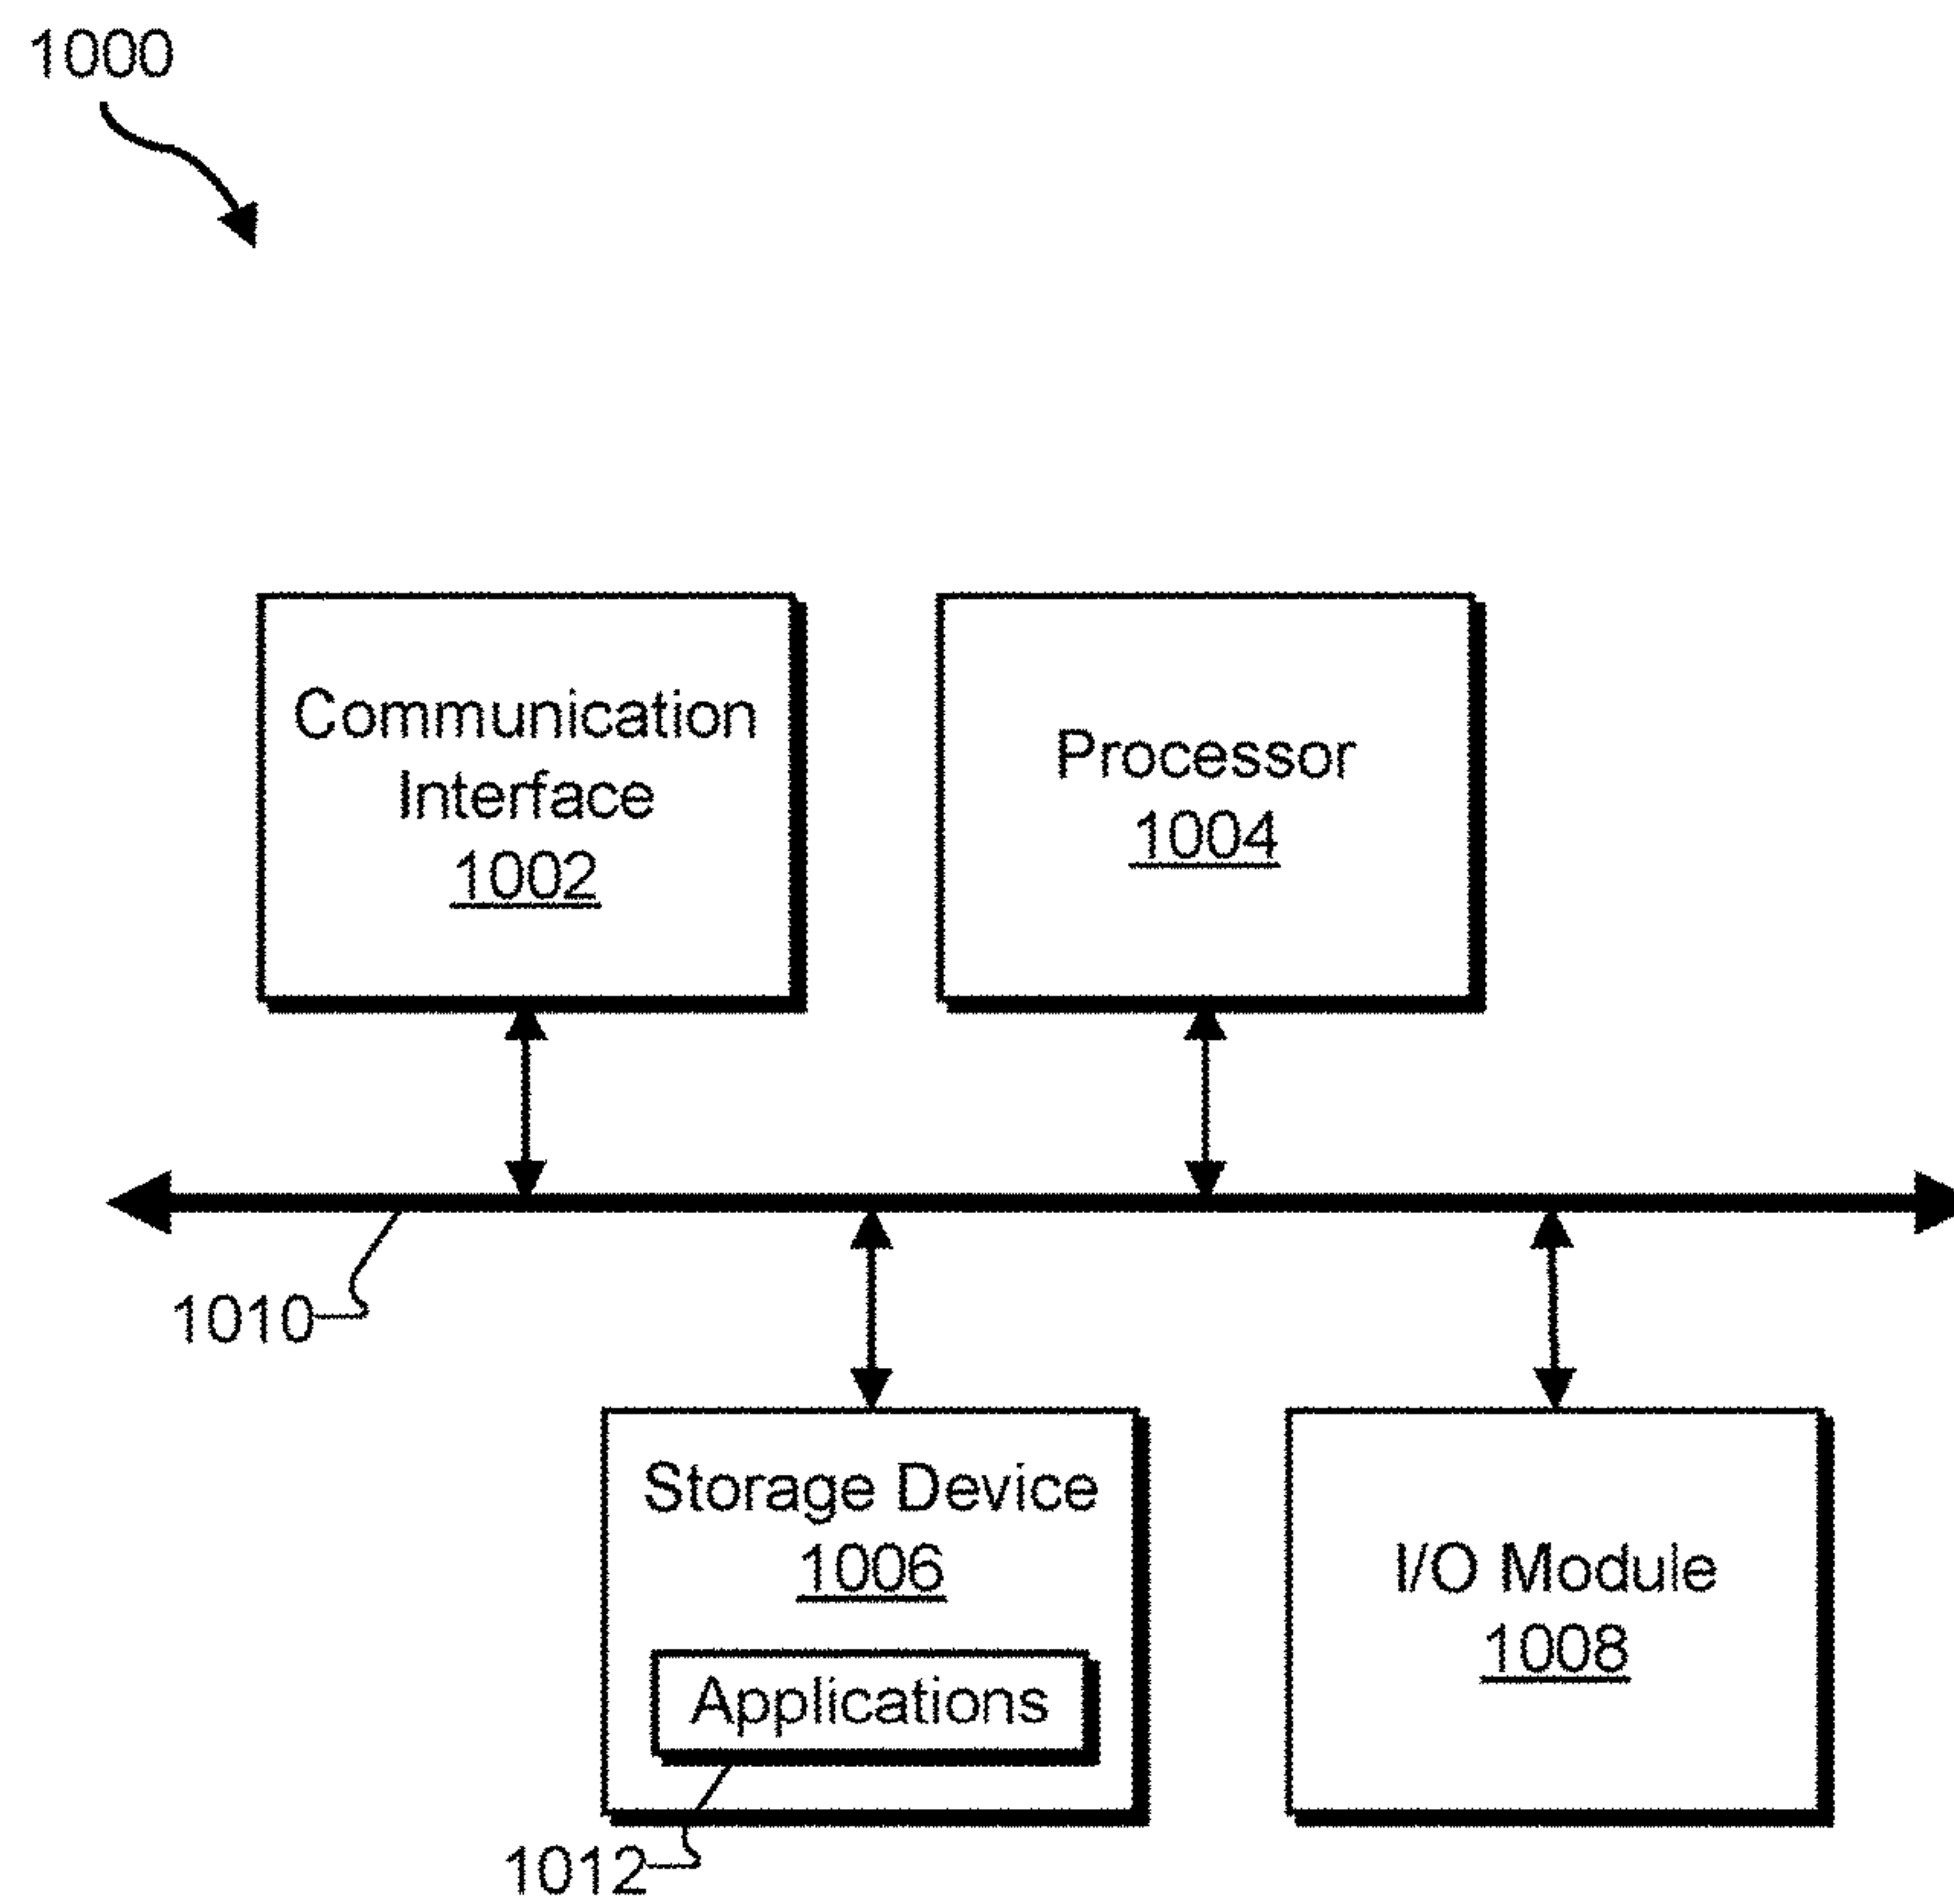 1000
Communication
Interface
1002
Processor
1004
1010
Storage Device
1006
Applications
1012
I/O Module
1008